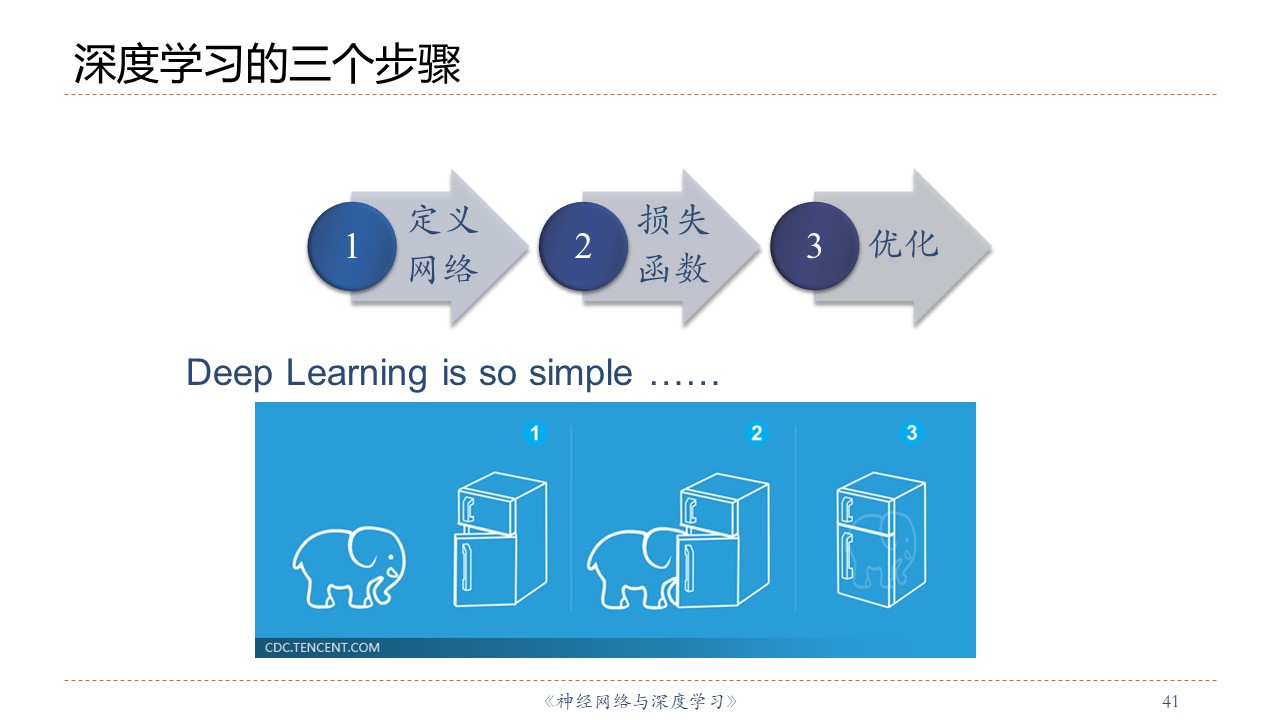 深度学习的三个步骤
1
定义
网络
2
损失
函数
3
优化
Deep Learning is so simple ……
1
2
3
CDC.TENCENT.COM
《神经网络与深度学习》
41